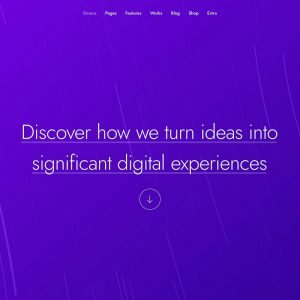 Demos Pages Features Works Blog Shop Extra
Discover how we turn ideas into
significant digital experiences